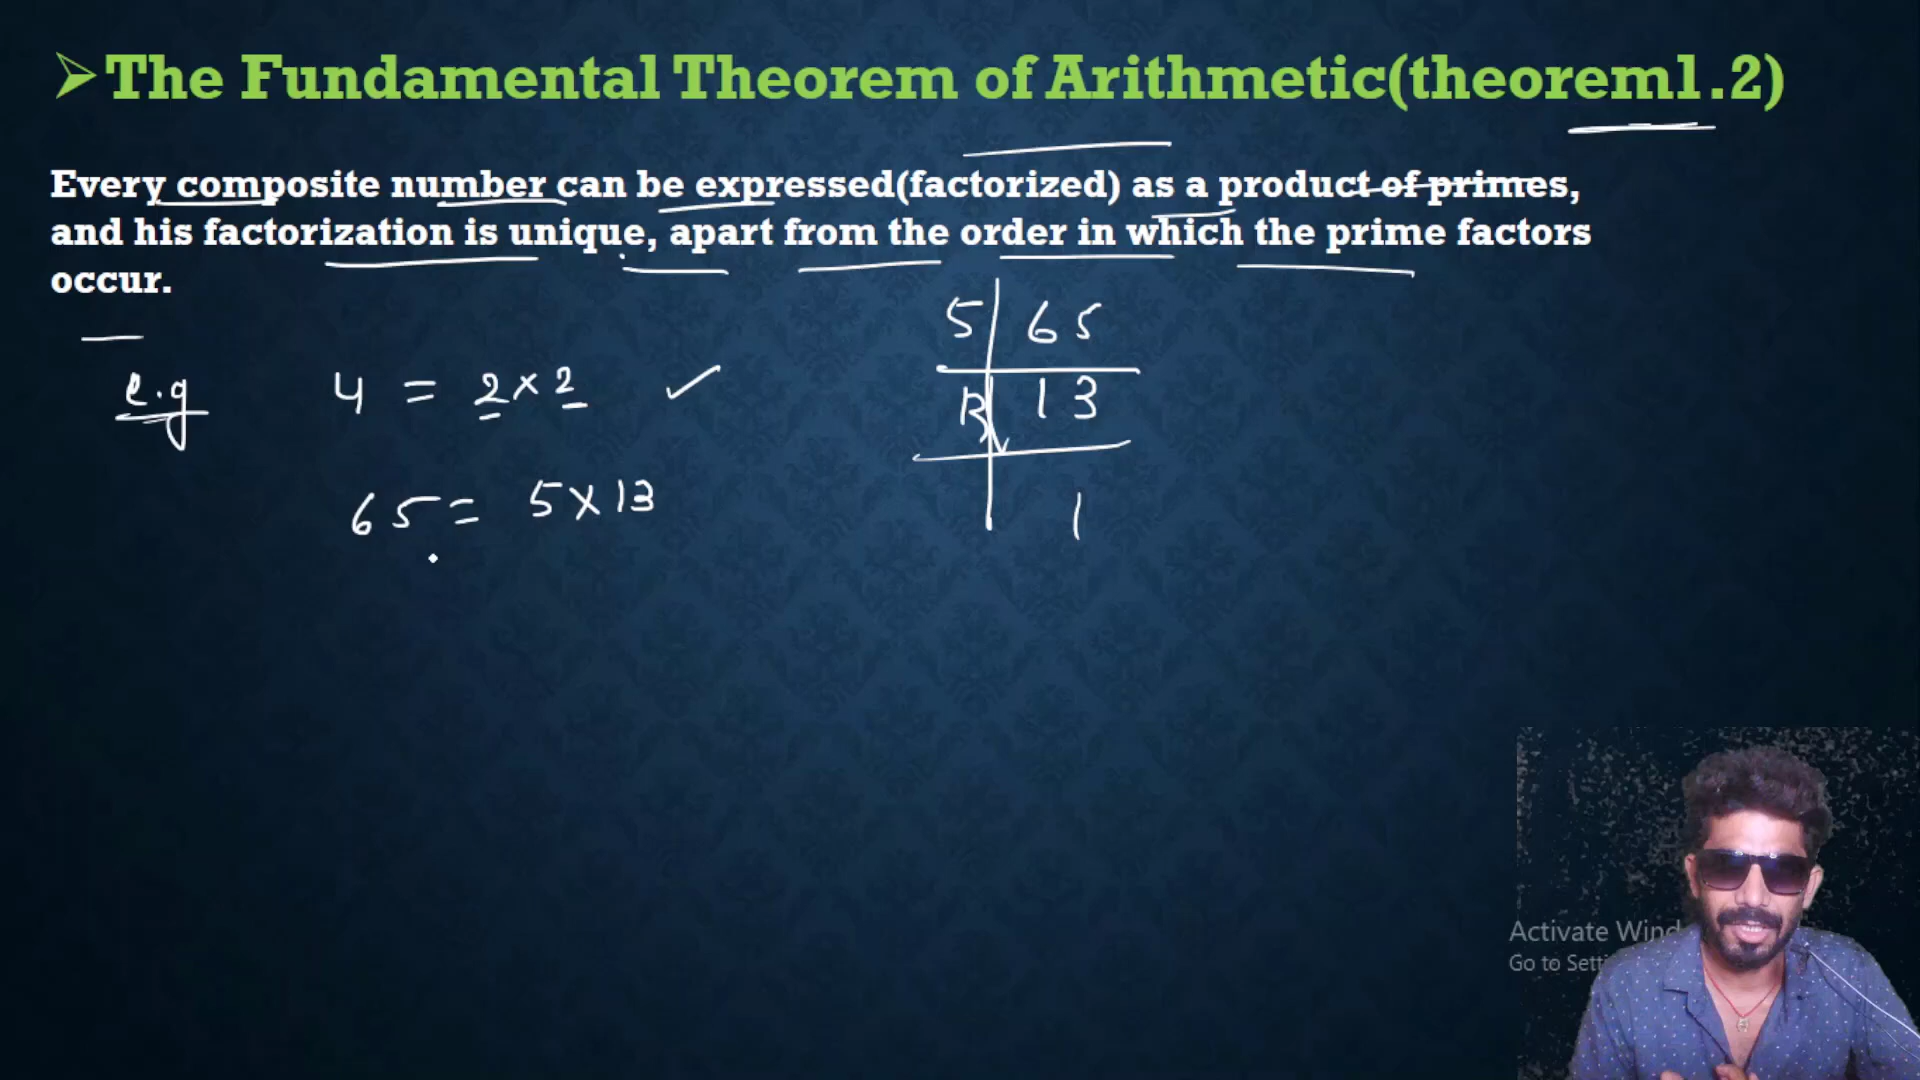 ➢The Fundamental Theorem of Arithmetic(theorem1.2)
Every composite number can be expressed(factorized) as a product of primes,
and his factorization is unique, apart from the order in which the prime factors
occur.
e.g 4 = 2 × 2 ✓
65 = 5 × 13
5 | 65
13 | 13
1
Activate Wind
Go to Setti